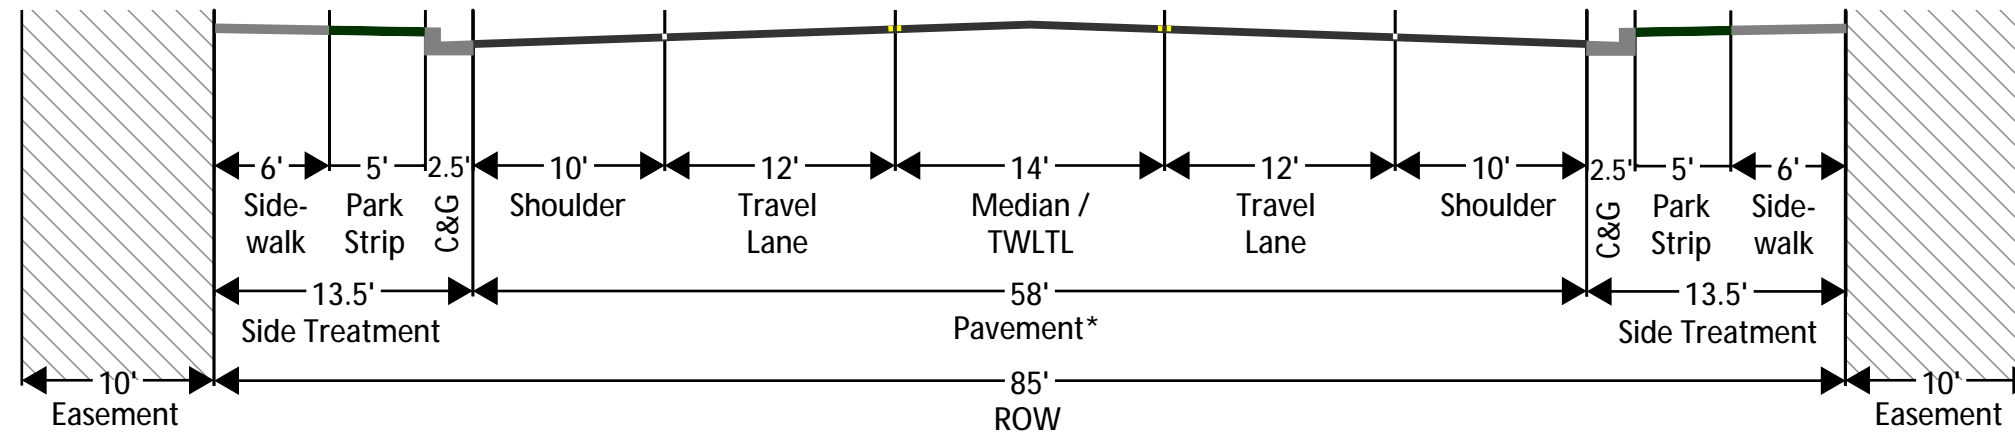 6' 5' 2.5' 10' 12' 14' 12' 10' 2.5' 5' 6'
Side-
walk
Park
Strip
C&G
Shoulder
Travel
Lane
Median /
TWLTL
Travel
Lane
Shoulder
C&G
Park
Strip
Side-
walk
13.5'
Side Treatment
58'
Pavement*
13.5'
Side Treatment
10'
Easement
85'
ROW
10'
Easement